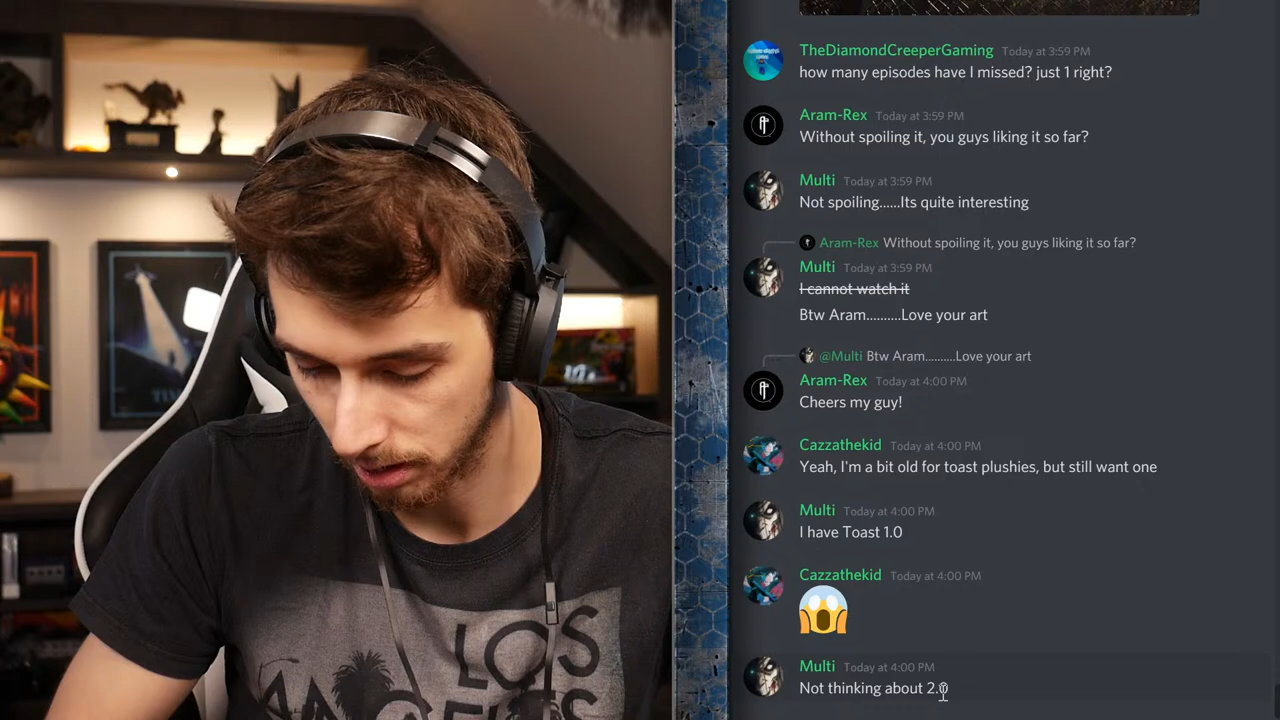 TheDiamondCreeperGaming Today at 3:59 PM
how many episodes have I missed? just 1 right?
Aram-Rex Today at 3:59 PM
Without spoiling it, you guys liking it so far?
Multi Today at 3:59 PM
Not spoiling......Its quite interesting
Aram-Rex Without spoiling it, you guys liking it so far?
Multi Today at 3:59 PM
I cannot watch it
Btw Aram..........Love your art
@Multi Btw Aram..........Love your art
Aram-Rex Today at 4:00 PM
Cheers my guy!
Cazzathekid Today at 4:00 PM
Yeah, I'm a bit old for toast plushies, but still want one
Multi Today at 4:00 PM
I have Toast 1.0
Cazzathekid Today at 4:00 PM
Multi Today at 4:00 PM
Not thinking about 2.0
LOS
ANGELES